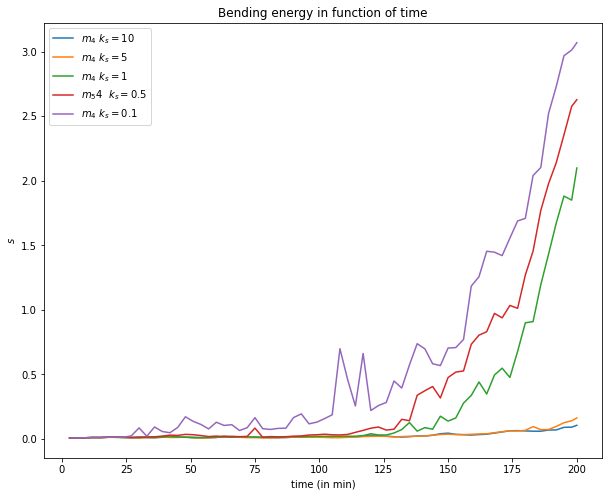 Bending energy in function of time
m₄ kₛ = 10
m₄ kₛ = 5
m₄ kₛ = 1
m₅4 kₛ = 0.5
m₄ kₛ = 0.1
3.0
2.5
2.0
1.5
1.0
0.5
0.0
s
0 25 50 75 100 125 150 175 200
time (in min)